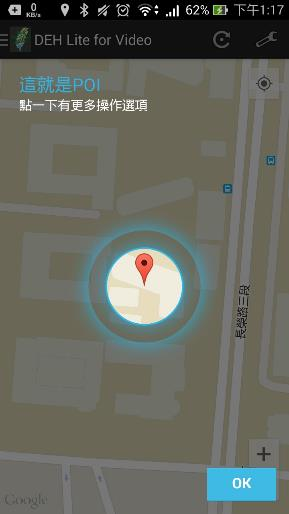 0
KB/s
62%
下午1:17
DEH Lite for Video
這就是POI
點一下有更多操作選項
長榮路三段
+
Google
OK